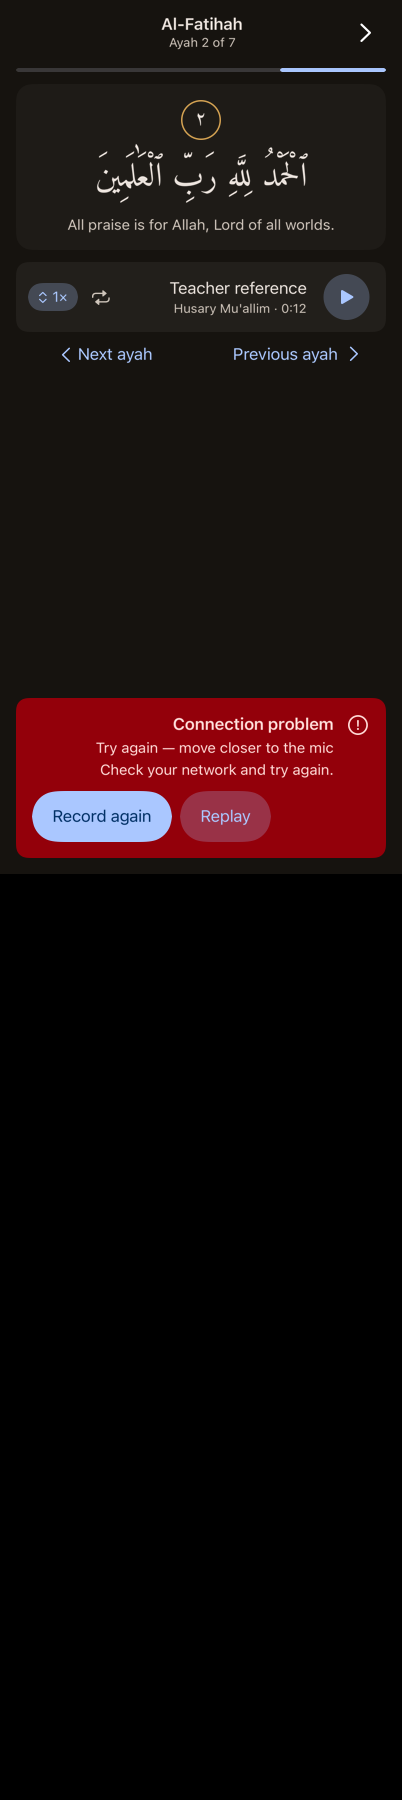 Al-Fatihah
Ayah 2 of 7
٢
ٱلْحَمْدُ لِلَّهِ رَبِّ ٱلْعَٰلَمِينَ
All praise is for Allah, Lord of all worlds.
Teacher reference
Husary Mu'allim · 0:12
1×
Previous ayah
Next ayah
Connection problem
Try again — move closer to the mic
Check your network and try again.
Record again
Replay